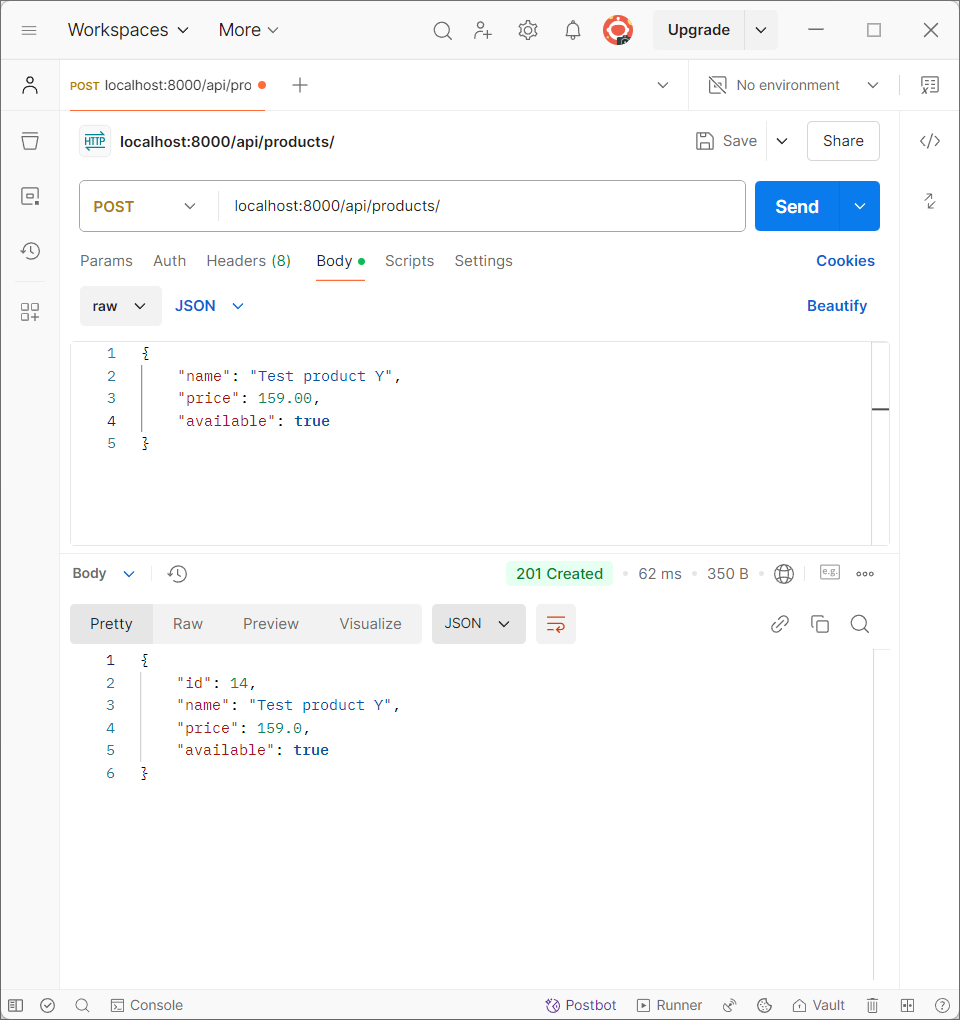 Workspaces More Upgrade
POST localhost:8000/api/pro No environment
HTTP localhost:8000/api/products/ Save Share
POST localhost:8000/api/products/ Send
Params Auth Headers (8) Body Scripts Settings Cookies
raw JSON Beautify
1 {
2 "name": "Test product Y",
3 "price": 159.00,
4 "available": true
5 }
Body 201 Created 62 ms 350 B e.g.
Pretty Raw Preview Visualize JSON
1 {
2 "id": 14,
3 "name": "Test product Y",
4 "price": 159.0,
5 "available": true
6 }
Console Postbot Runner Vault